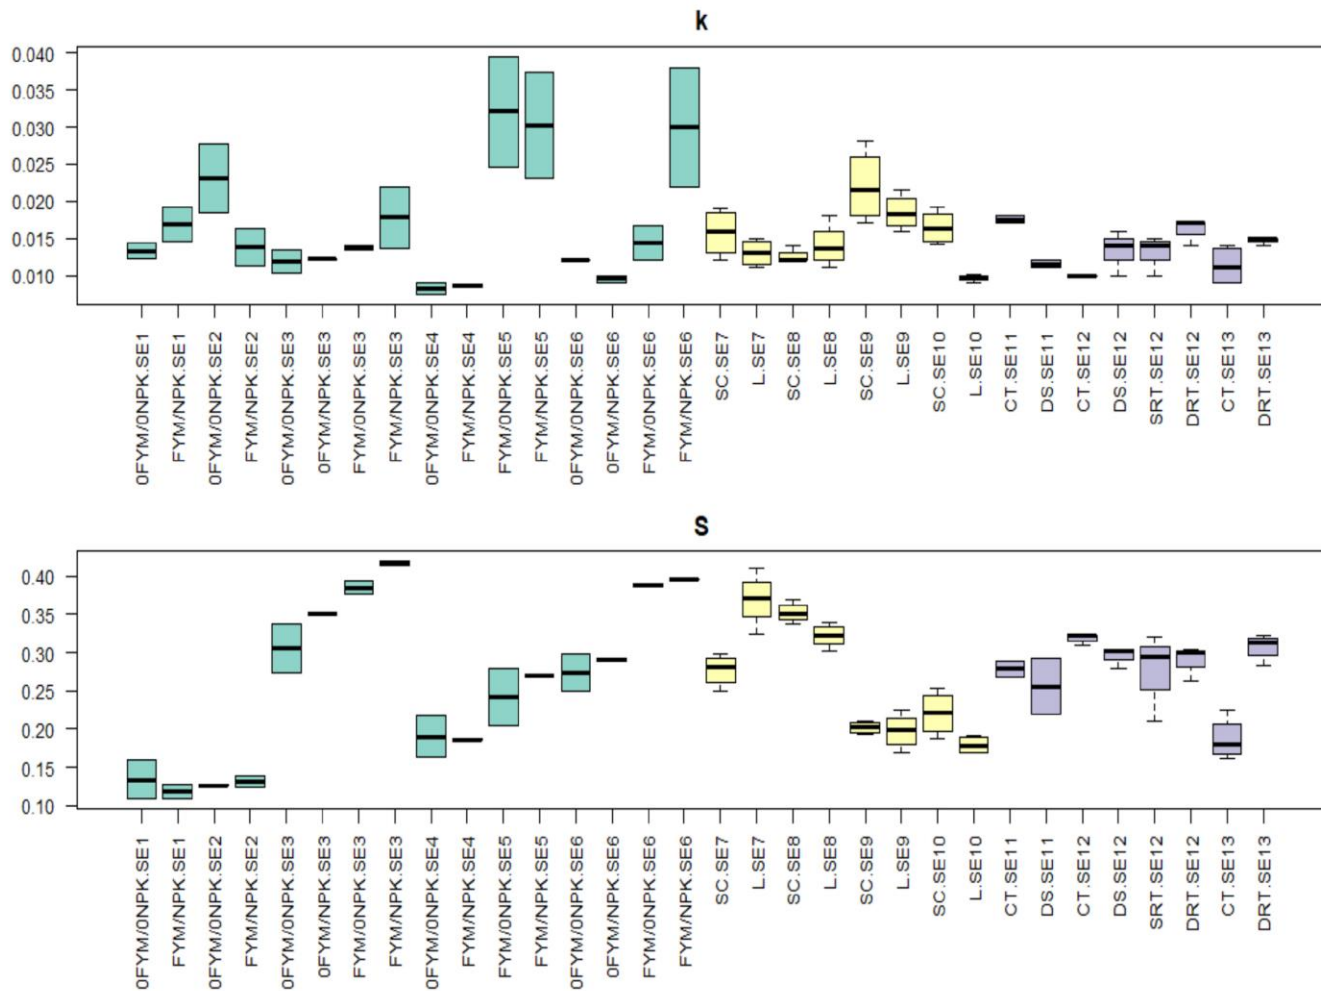 k
0.040
0.035
0.030
0.025
0.020
0.015
0.010
0FYM/0NPK.SE1
FYM/NPK.SE1
0FYM/0NPK.SE2
FYM/NPK.SE2
0FYM/0NPK.SE3
0FYM/NPK.SE3
FYM/0NPK.SE3
FYM/NPK.SE3
0FYM/0NPK.SE4
FYM/NPK.SE4
FYM/0NPK.SE5
FYM/NPK.SE5
0FYM/0NPK.SE6
0FYM/NPK.SE6
FYM/0NPK.SE6
FYM/NPK.SE6
SC.SE7
L.SE7
SC.SE8
L.SE8
SC.SE9
L.SE9
SC.SE10
L.SE10
CT.SE11
DS.SE11
CT.SE12
DS.SE12
SRT.SE12
DRT.SE12
CT.SE13
DRT.SE13
S
0.40
0.35
0.30
0.25
0.20
0.15
0.10
0FYM/0NPK.SE1
FYM/NPK.SE1
0FYM/0NPK.SE2
FYM/NPK.SE2
0FYM/0NPK.SE3
0FYM/NPK.SE3
FYM/0NPK.SE3
FYM/NPK.SE3
0FYM/0NPK.SE4
FYM/NPK.SE4
FYM/0NPK.SE5
FYM/NPK.SE5
0FYM/0NPK.SE6
0FYM/NPK.SE6
FYM/0NPK.SE6
FYM/NPK.SE6
SC.SE7
L.SE7
SC.SE8
L.SE8
SC.SE9
L.SE9
SC.SE10
L.SE10
CT.SE11
DS.SE11
CT.SE12
DS.SE12
SRT.SE12
DRT.SE12
CT.SE13
DRT.SE13